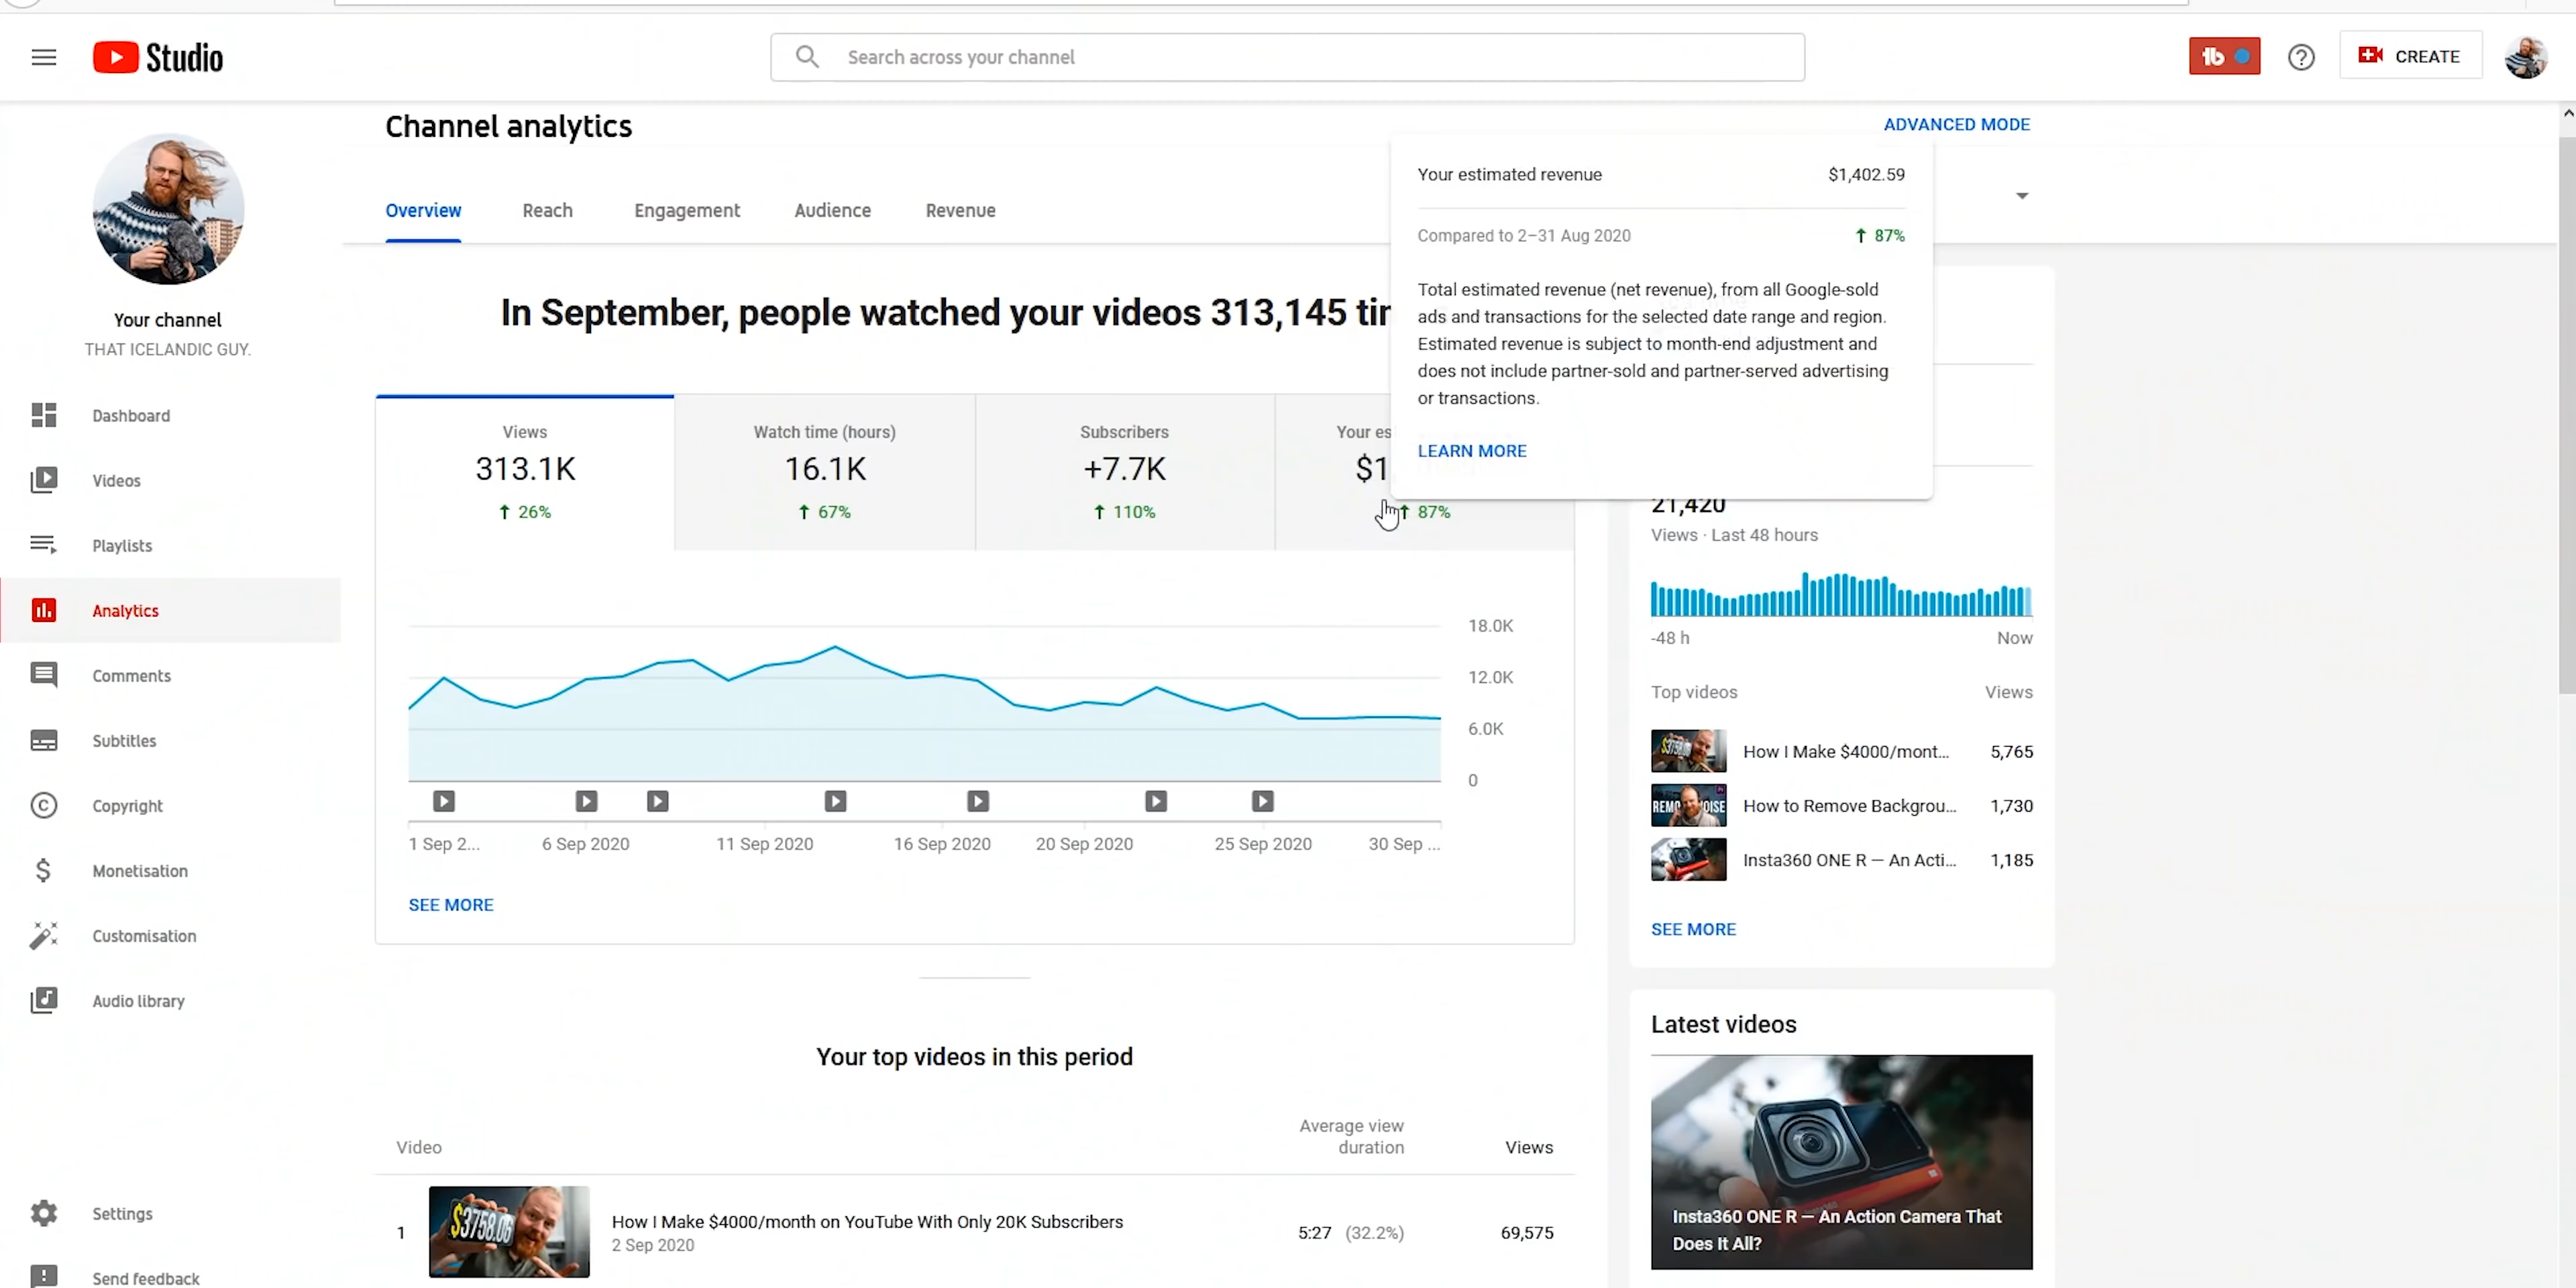 Studio
Search across your channel
CREATE
Channel analytics
ADVANCED MODE
Overview
Reach
Engagement
Audience
Revenue
Your estimated revenue
$1,402.59
Compared to 2–31 Aug 2020
87%
Total estimated revenue (net revenue), from all Google-sold
ads and transactions for the selected date range and region.
Estimated revenue is subject to month-end adjustment and
does not include partner-sold and partner-served advertising
or transactions.
LEARN MORE
Your channel
THAT ICELANDIC GUY.
Dashboard
Videos
Playlists
Analytics
Comments
Subtitles
Copyright
Monetisation
Customisation
Audio library
Settings
Send feedback
In September, people watched your videos 313,145
Views
313.1K
26%
Watch time (hours)
16.1K
67%
Subscribers
+7.7K
110%
Your es
$1
87%
18.0K
12.0K
6.0K
0
1 Sep 2...
6 Sep 2020
11 Sep 2020
16 Sep 2020
20 Sep 2020
25 Sep 2020
30 Sep ...
SEE MORE
Your top videos in this period
Video
Average view
duration
Views
1
$3758.06
How I Make $4000/month on YouTube With Only 20K Subscribers
2 Sep 2020
5:27 (32.2%)
69,575
21,420
Views · Last 48 hours
-48 h
Now
Top videos
Views
How I Make $4000/mont...
5,765
How to Remove Backgrou...
1,730
Insta360 ONE R — An Acti...
1,185
SEE MORE
Latest videos
Insta360 ONE R — An Action Camera That
Does It All?